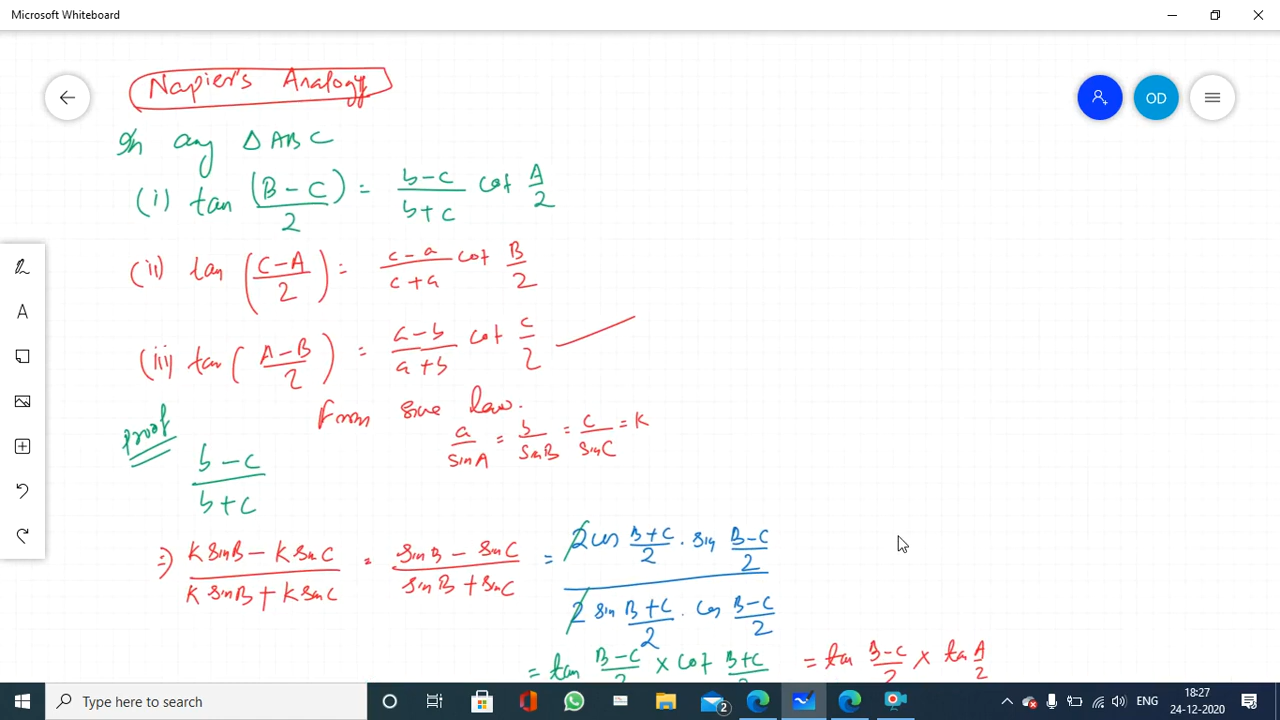 Microsoft Whiteboard
Napier's Analogy
OD
In any Δ ABC
(i) tan (B-C)/2 = b-c/b+c cot A/2
(ii) tan (C-A/2) = c-a/c+a cot B/2
(iii) tan (A-B/2) = a-b/a+b cot C/2
From sine law.
Proof
a/sinA = b/sinB = c/sinC = K
b-c/b+c
⇒) K sinB - K sinC/K sinB + K sinC = sinB - sinC/sinB + sinC = 2cos B+C/2 . sin B-C/2 / 2 sin B+C/2 . cos B-C/2
= tan B-C/2 × cot B+C/2 = tan B-C/2 × tan A/2
Type here to search
2
ENG
18:27
24-12-2020